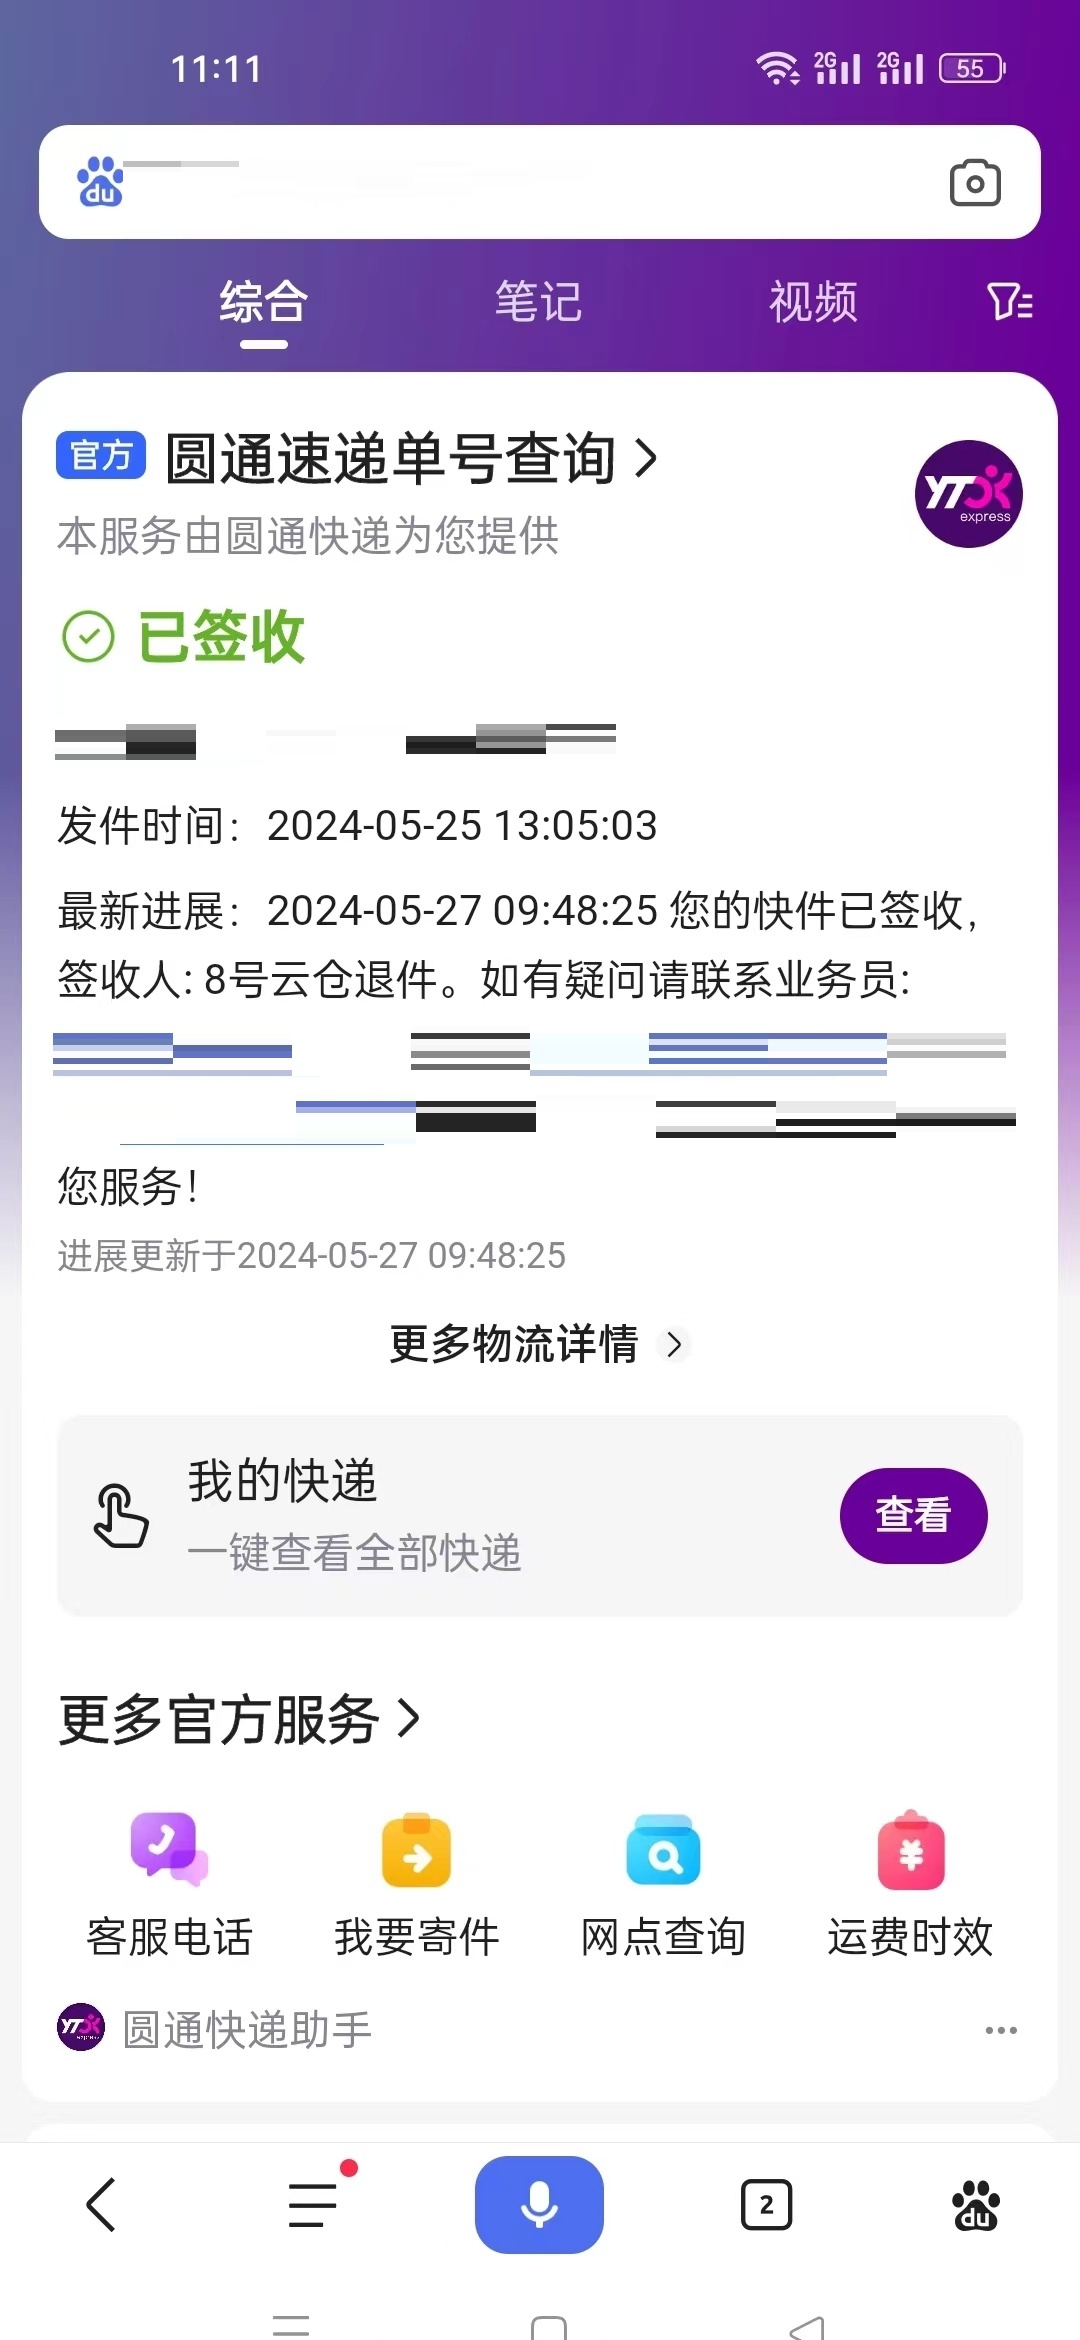 11:11
2G 2G 55
du
综合 笔记 视频
官方 圆通速递单号查询
YTO express
本服务由圆通快递为您提供
已签收
发件时间：2024-05-25 13:05:03
最新进展：2024-05-27 09:48:25 您的快件已签收，
签收人: 8号云仓退件。如有疑问请联系业务员:
您服务！
进展更新于2024-05-27 09:48:25
更多物流详情
我的快递
一键查看全部快递
查看
更多官方服务
客服电话 我要寄件 网点查询 运费时效
圆通快递助手
2
du